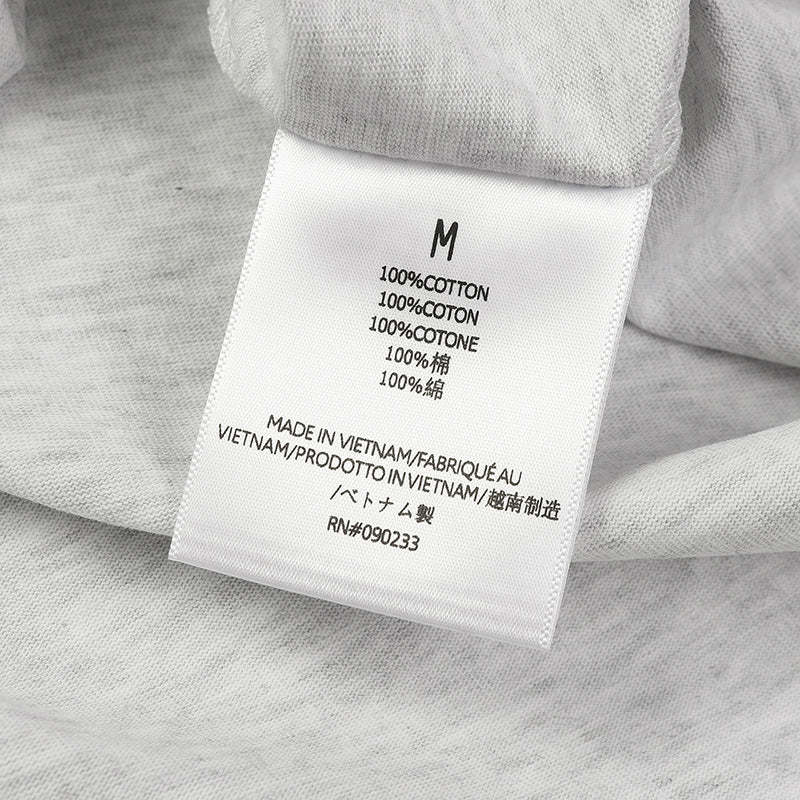 M
100%COTTON
100%COTON
100%COTONE
100%棉
100%綿
MADE IN VIETNAM/FABRIQUÉ AU
VIETNAM/PRODOTTO IN VIETNAM/越南制造
/ベトナム製
RN#090233